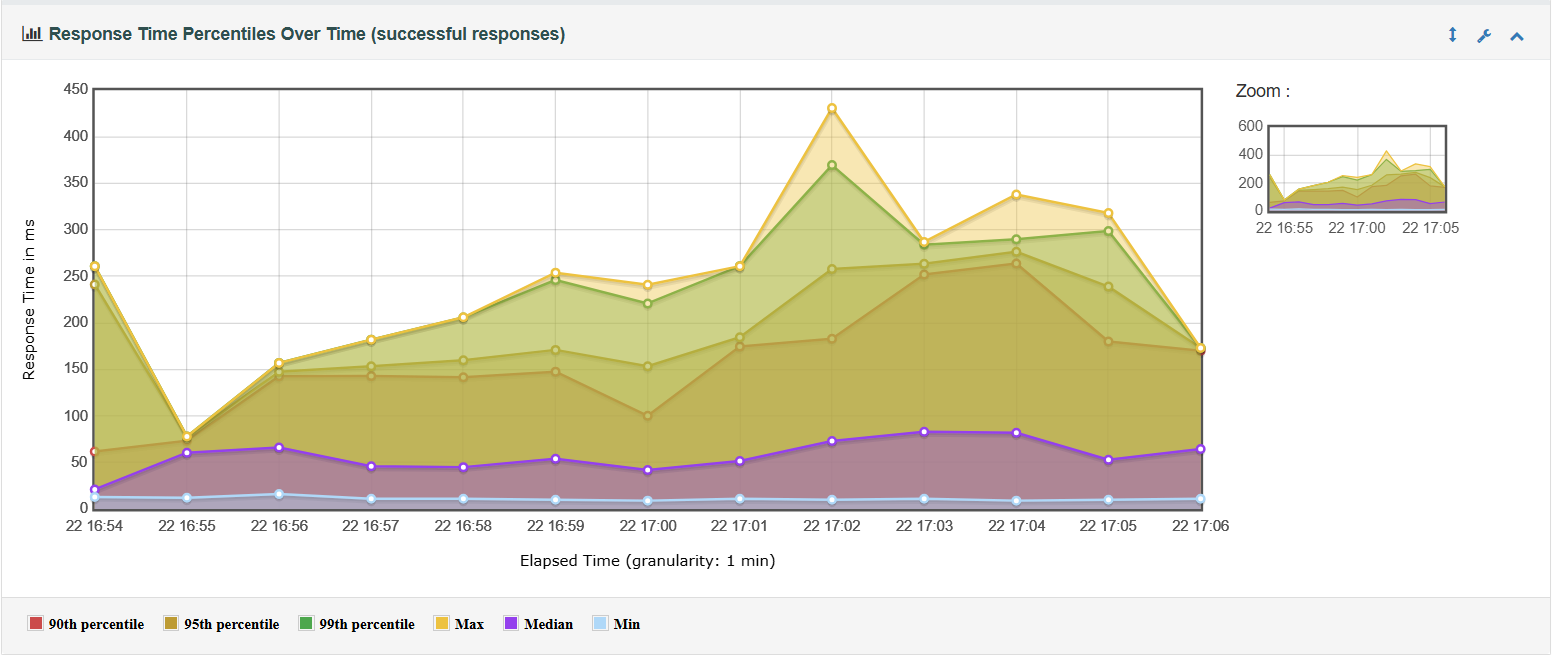 Response Time Percentiles Over Time (successful responses)
Zoom :
450
400
350
300
250
200
150
100
50
0
Response Time in ms
22 16:54 22 16:55 22 16:56 22 16:57 22 16:58 22 16:59 22 17:00 22 17:01 22 17:02 22 17:03 22 17:04 22 17:05 22 17:06
Elapsed Time (granularity: 1 min)
600
400
200
0
22 16:55 22 17:00 22 17:05
90th percentile 95th percentile 99th percentile Max Median Min